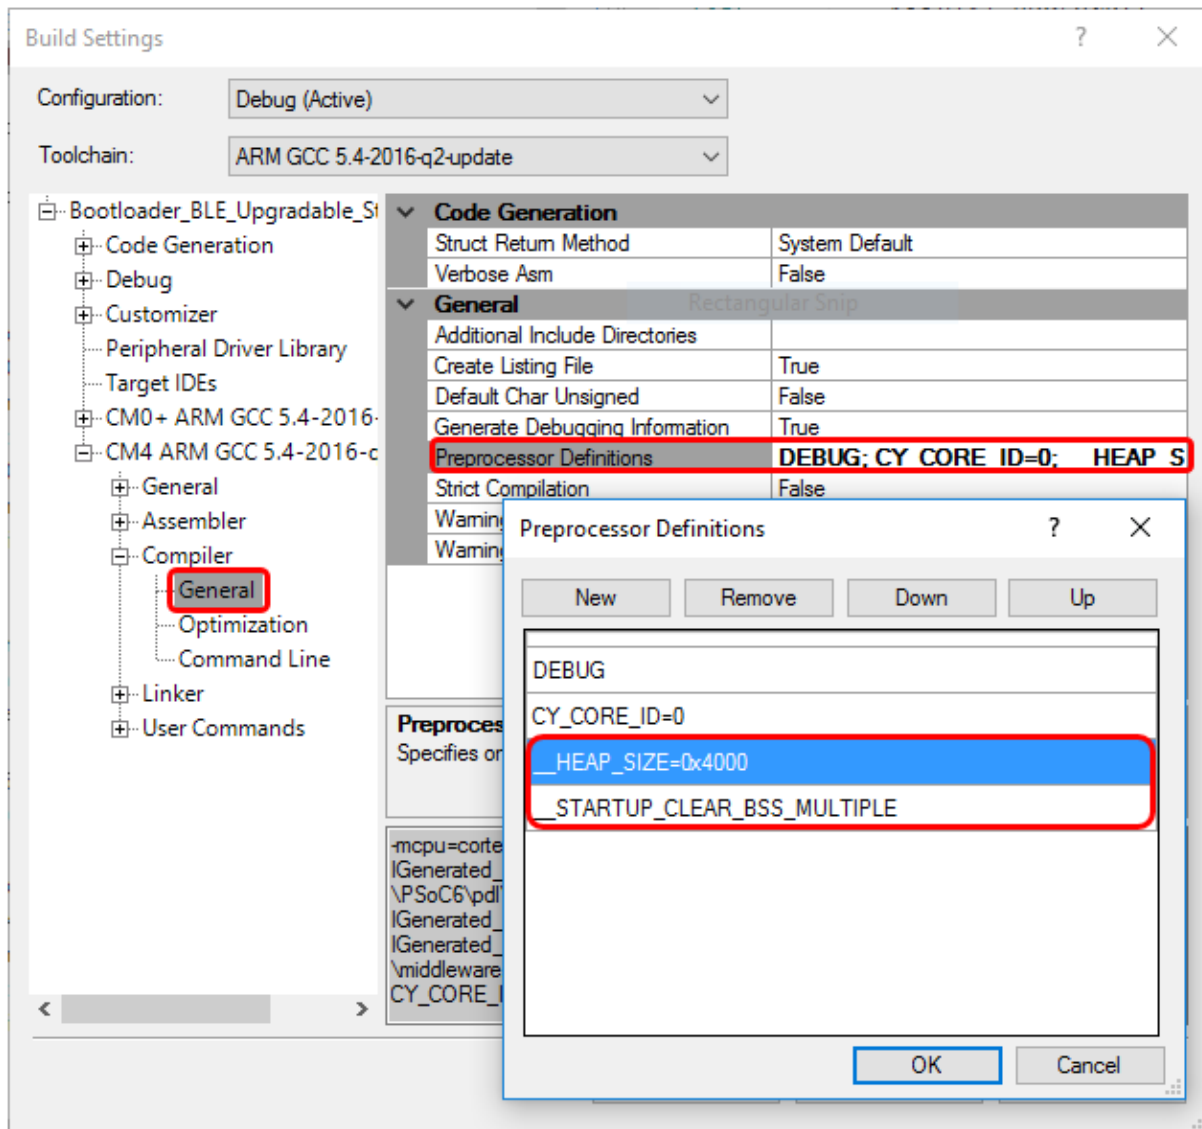 Build Settings ?
Configuration: Debug (Active)
Toolchain: ARM GCC 5.4-2016-q2-update
Bootloader_BLE_Upgradable_St
Code Generation
Debug
Customizer
Peripheral Driver Library
Target IDEs
CM0+ ARM GCC 5.4-2016-
CM4 ARM GCC 5.4-2016-c
General
Assembler
Compiler
General
Optimization
Command Line
Linker
User Commands
Code Generation
Struct Return Method System Default
Verbose Asm False
General
Rectangular Snip
Additional Include Directories
Create Listing File True
Default Char Unsigned False
Generate Debugging Information True
Preprocessor Definitions DEBUG; CY_CORE_ID=0; __HEAP_S
Strict Compilation False
Warning
Warning
Preproces
Specifies or
-mcpu=corte
IGenerated_
\PSoC6\pdl\
IGenerated_
IGenerated_
\middleware
CY_CORE_I
Preprocessor Definitions ?
New Remove Down Up
DEBUG
CY_CORE_ID=0
__HEAP_SIZE=0x4000
__STARTUP_CLEAR_BSS_MULTIPLE
OK Cancel